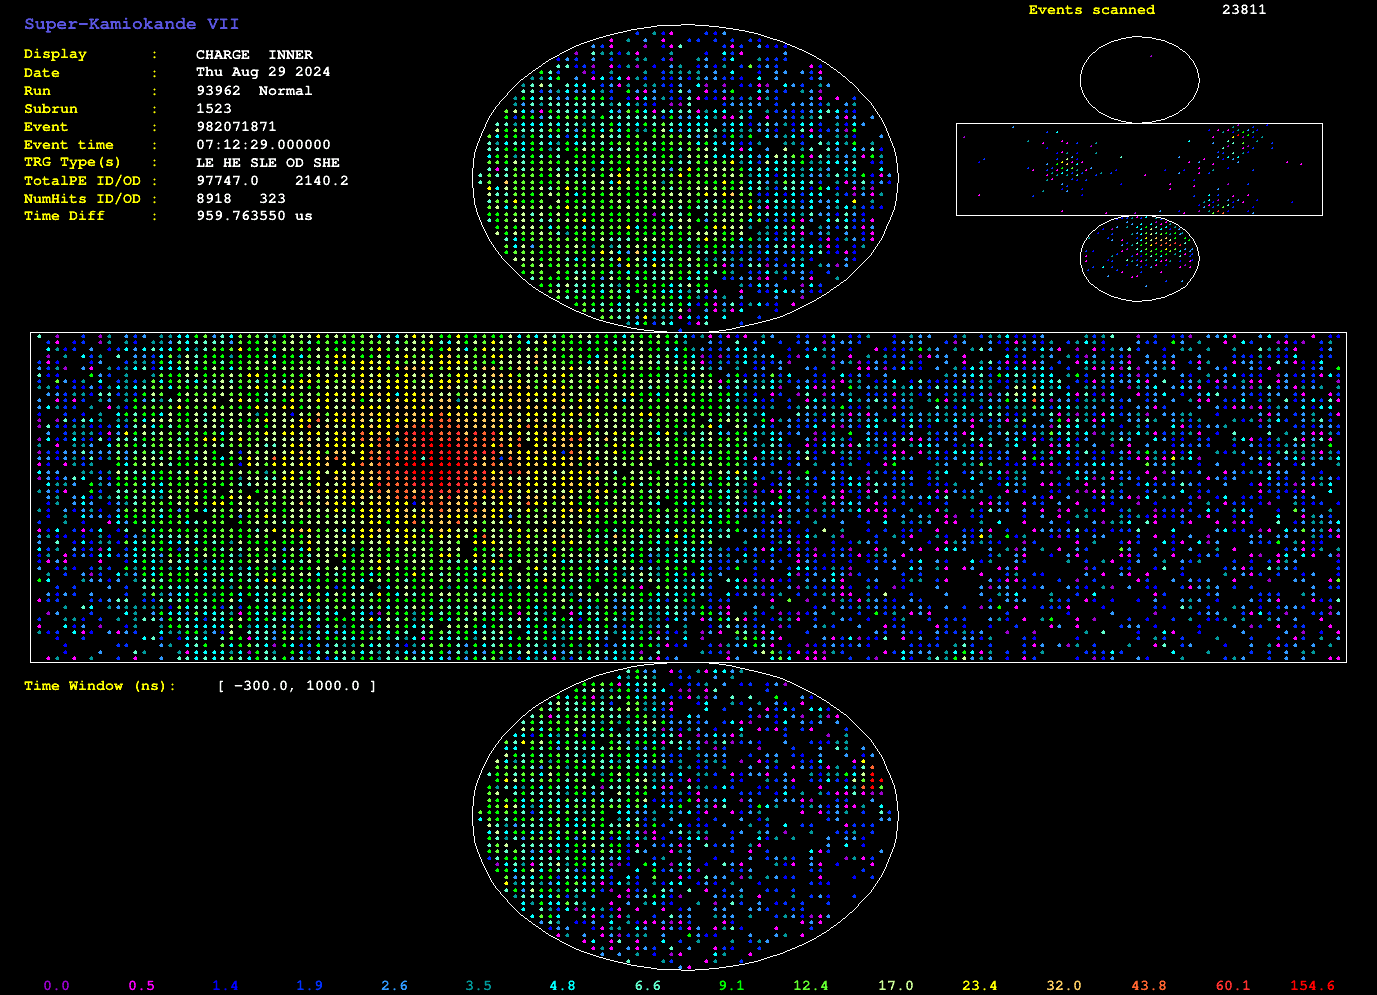 Super-Kamiokande VII
Events scanned 23811
Display : CHARGE INNER
Date : Thu Aug 29 2024
Run : 93962 Normal
Subrun : 1523
Event : 982071871
Event time : 07:12:29.000000
TRG Type(s) : LE HE SLE OD SHE
TotalPE ID/OD : 97747.0 2140.2
NumHits ID/OD : 8918 323
Time Diff : 959.763550 us
Time Window (ns): [ -300.0, 1000.0 ]
0.0 0.5 1.4 1.9 2.6 3.5 4.8 6.6 9.1 12.4 17.0 23.4 32.0 43.8 60.1 154.6